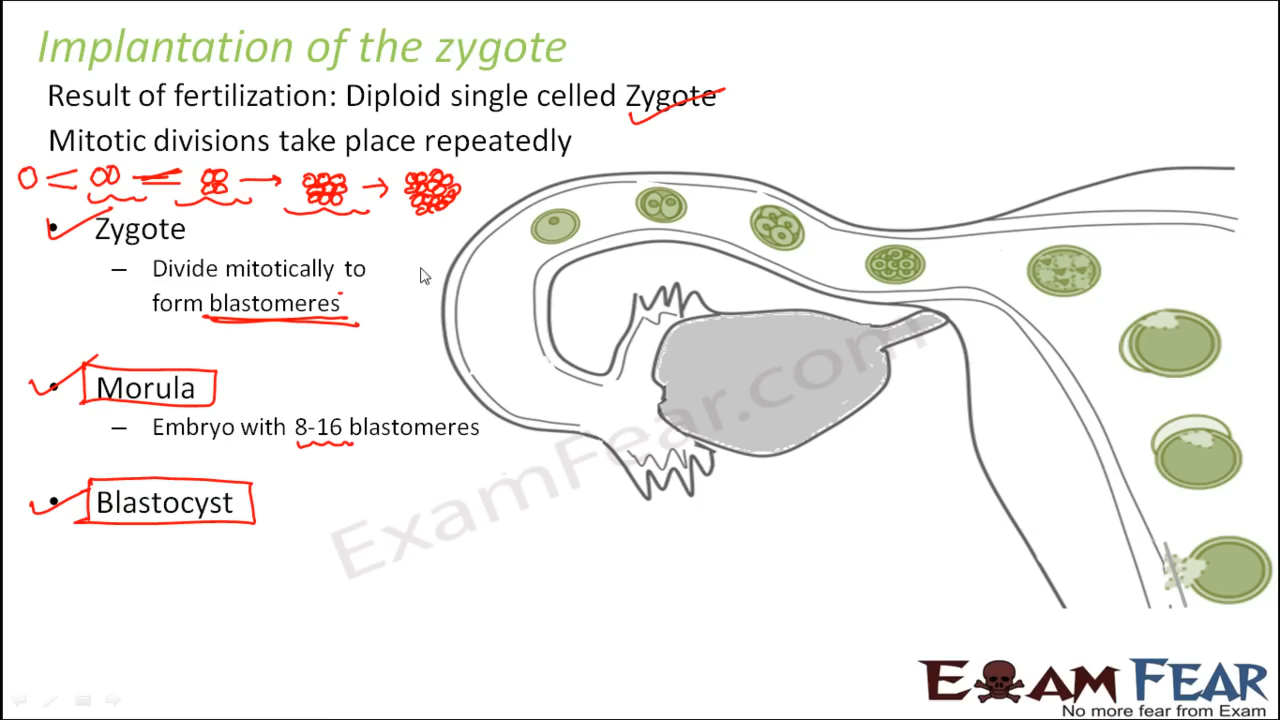 Implantation of the zygote
Result of fertilization: Diploid single celled Zygote
Mitotic divisions take place repeatedly
• Zygote
– Divide mitotically to
form blastomeres
• Morula
– Embryo with 8-16 blastomeres
• Blastocyst
ExamFear.com
EXAM FEAR
No more fear from Exam